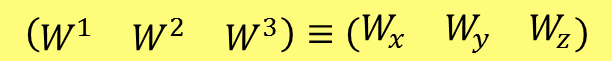 (W¹ W² W³) ≡ (Wₓ W_y W_z)